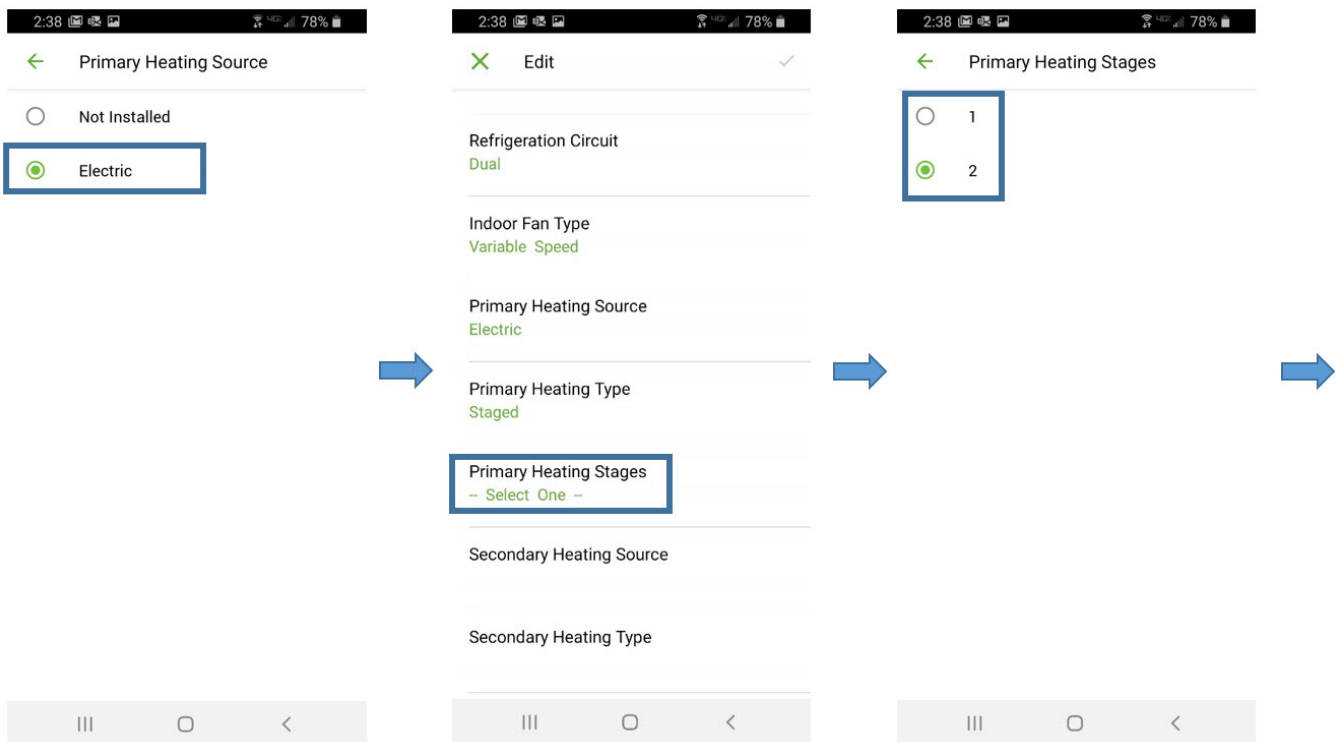 2:38
78%
Primary Heating Source
Not Installed
Electric
2:38
78%
Edit
Refrigeration Circuit
Dual
Indoor Fan Type
Variable Speed
Primary Heating Source
Electric
Primary Heating Type
Staged
Primary Heating Stages
-- Select One --
Secondary Heating Source
Secondary Heating Type
2:38
78%
Primary Heating Stages
1
2